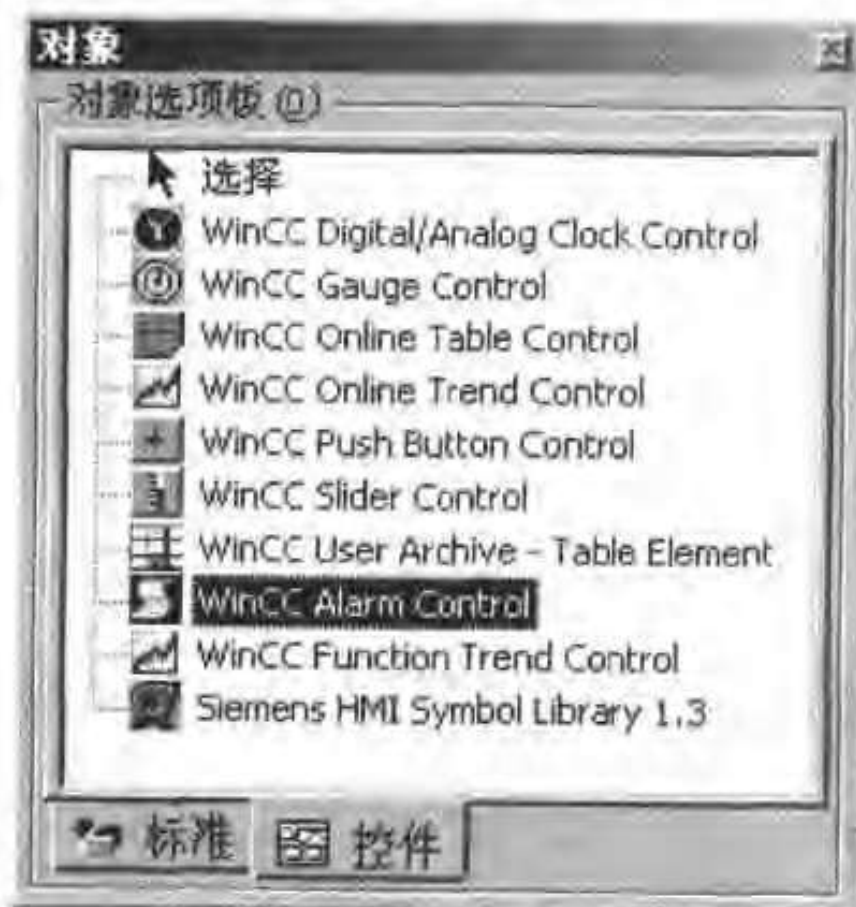 对象
对象选项板(O)
选择
WinCC Digital/Analog Clock Control
WinCC Gauge Control
WinCC Online Table Control
WinCC Online Trend Control
WinCC Push Button Control
WinCC Slider Control
WinCC User Archive - Table Element
WinCC Alarm Control
WinCC Function Trend Control
Siemens HMI Symbol Library 1.3
标准 控件